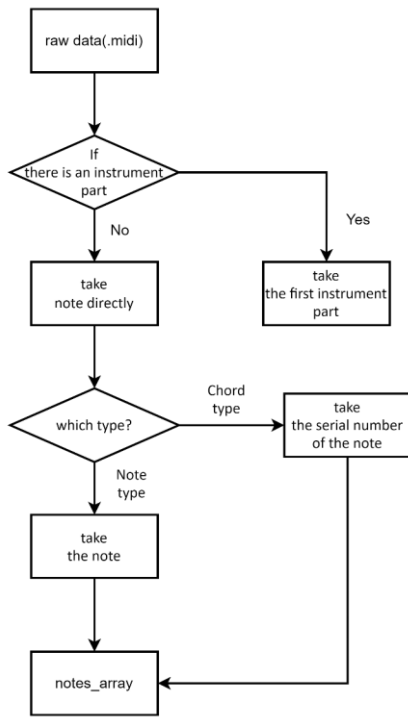 raw data(.midi)
If
there is an instrument
part
No
Yes
take
note directly
take
the first instrument
part
which type?
Chord
type
take
the serial number
of the note
Note
type
take
the note
notes_array